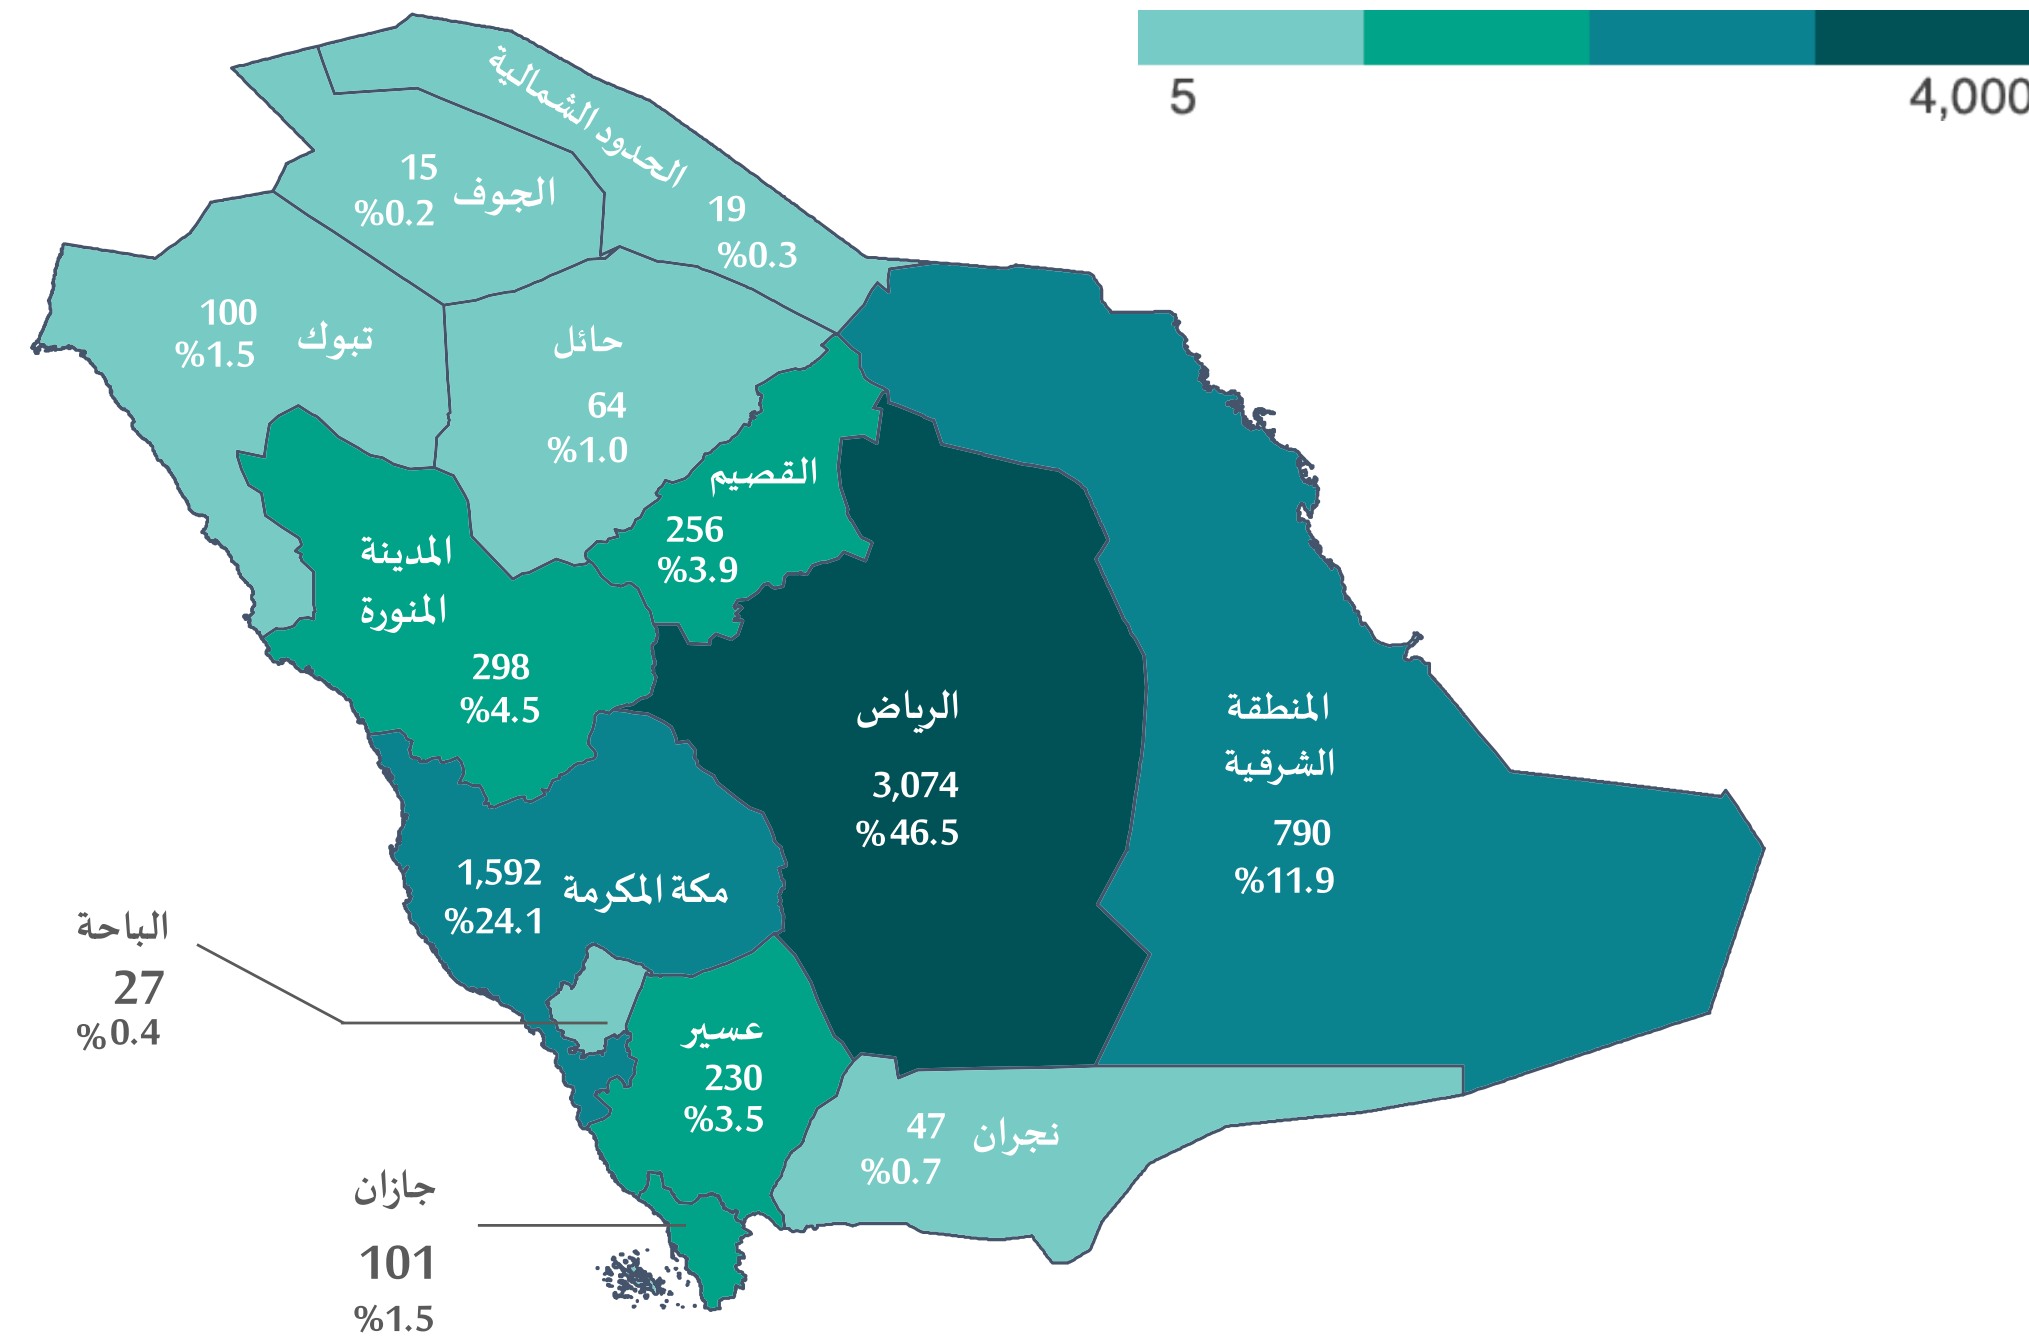 5
4,000
الحدود الشمالية
19
%0.3
الجوف
15
%0.2
تبوك
100
%1.5
حائل
64
%1.0
القصيم
256
%3.9
المدينة
المنورة
298
%4.5
الرياض
3,074
%46.5
المنطقة
الشرقية
790
%11.9
مكة المكرمة
1,592
%24.1
الباحة
27
%0.4
عسير
230
%3.5
نجران
47
%0.7
جازان
101
%1.5